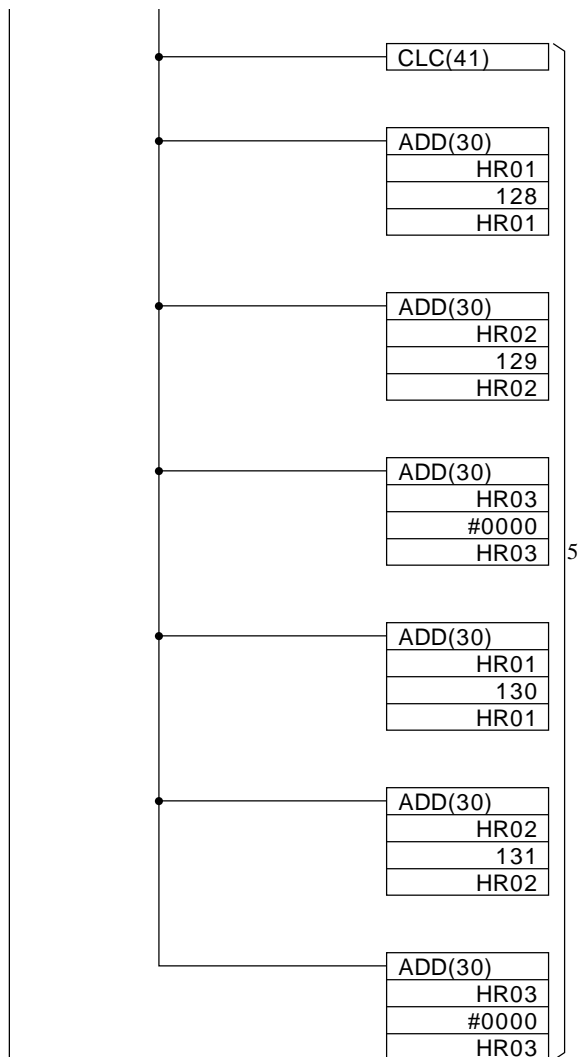 CLC(41)
ADD(30)
HR01
128
HR01
ADD(30)
HR02
129
HR02
ADD(30)
HR03
#0000
HR03
5
ADD(30)
HR01
130
HR01
ADD(30)
HR02
131
HR02
ADD(30)
HR03
#0000
HR03